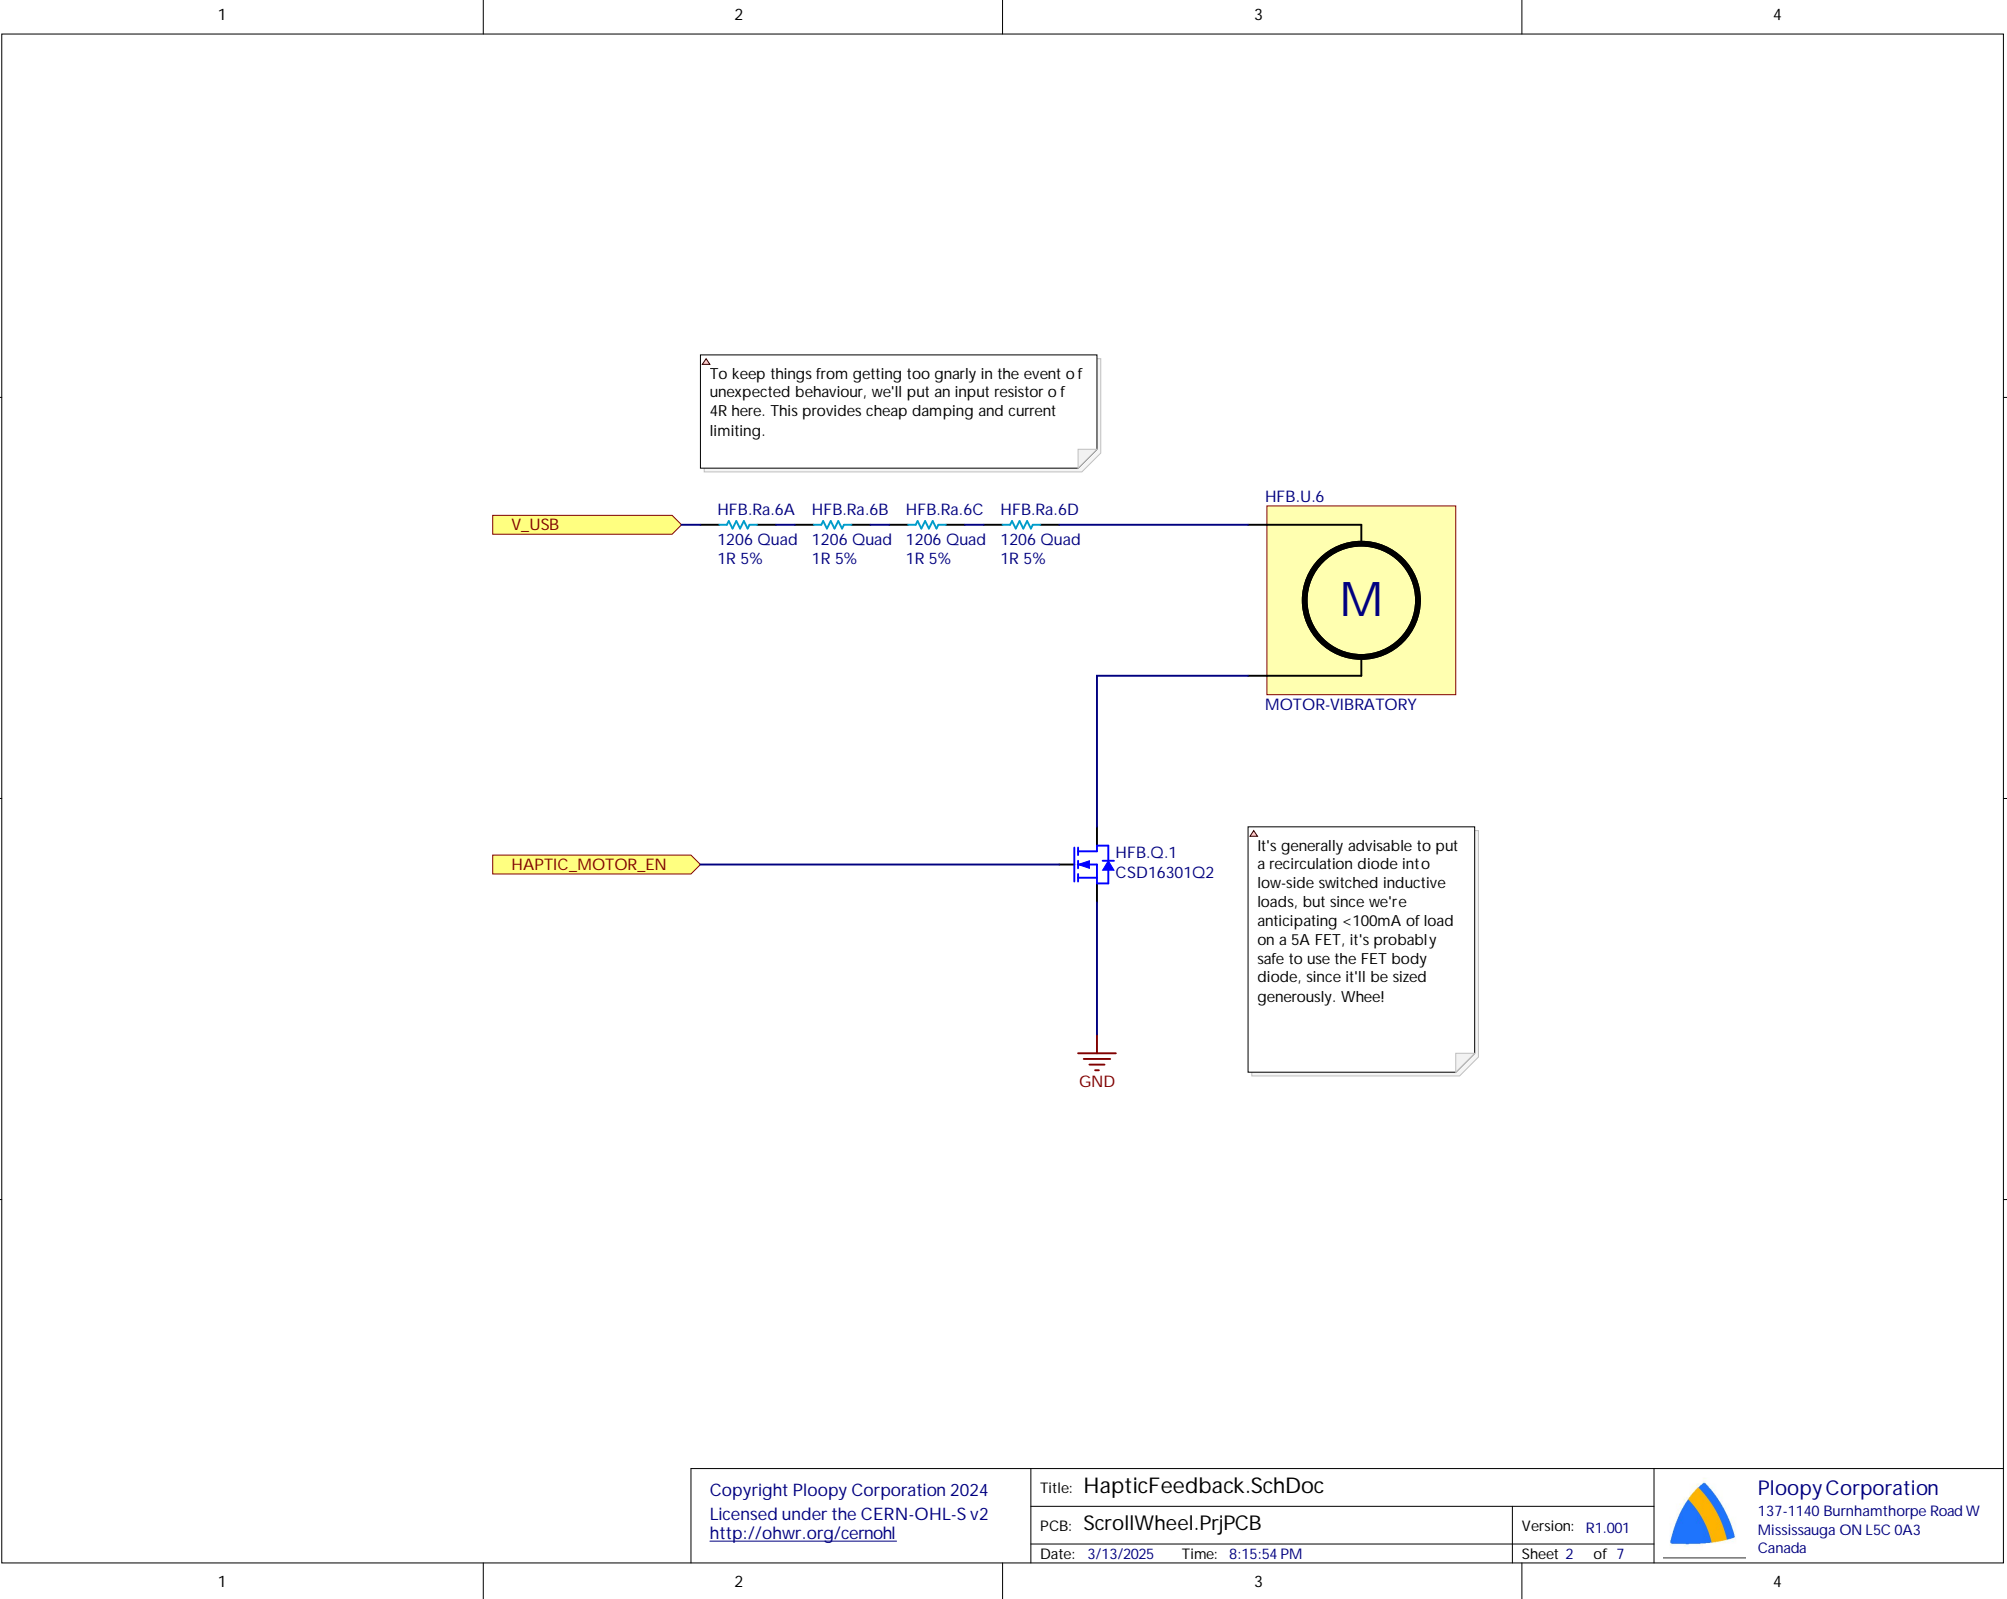 1 2 3 4
To keep things from getting too gnarly in the event of
unexpected behaviour, we'll put an input resistor of
4R here. This provides cheap damping and current
limiting.
HFB.U.6
HFB.Ra.6A HFB.Ra.6B HFB.Ra.6C HFB.Ra.6D
V_USB
1206 Quad 1206 Quad 1206 Quad 1206 Quad
1R 5% 1R 5% 1R 5% 1R 5%
M
MOTOR-VIBRATORY
HAPTIC_MOTOR_EN
HFB.Q.1
CSD16301Q2
It's generally advisable to put
a recirculation diode into
low-side switched inductive
loads, but since we're
anticipating <100mA of load
on a 5A FET, it's probably
safe to use the FET body
diode, since it'll be sized
generously. Whee!
GND
Copyright Ploopy Corporation 2024
Licensed under the CERN-OHL-S v2
http://ohwr.org/cernohl
Title: HapticFeedback.SchDoc
PCB: ScrollWheel.PrjPCB
Version: R1.001
Date: 3/13/2025 Time: 8:15:54 PM
Sheet 2 of 7
Ploopy Corporation
137-1140 Burnhamthorpe Road W
Mississauga ON L5C 0A3
Canada
1 2 3 4